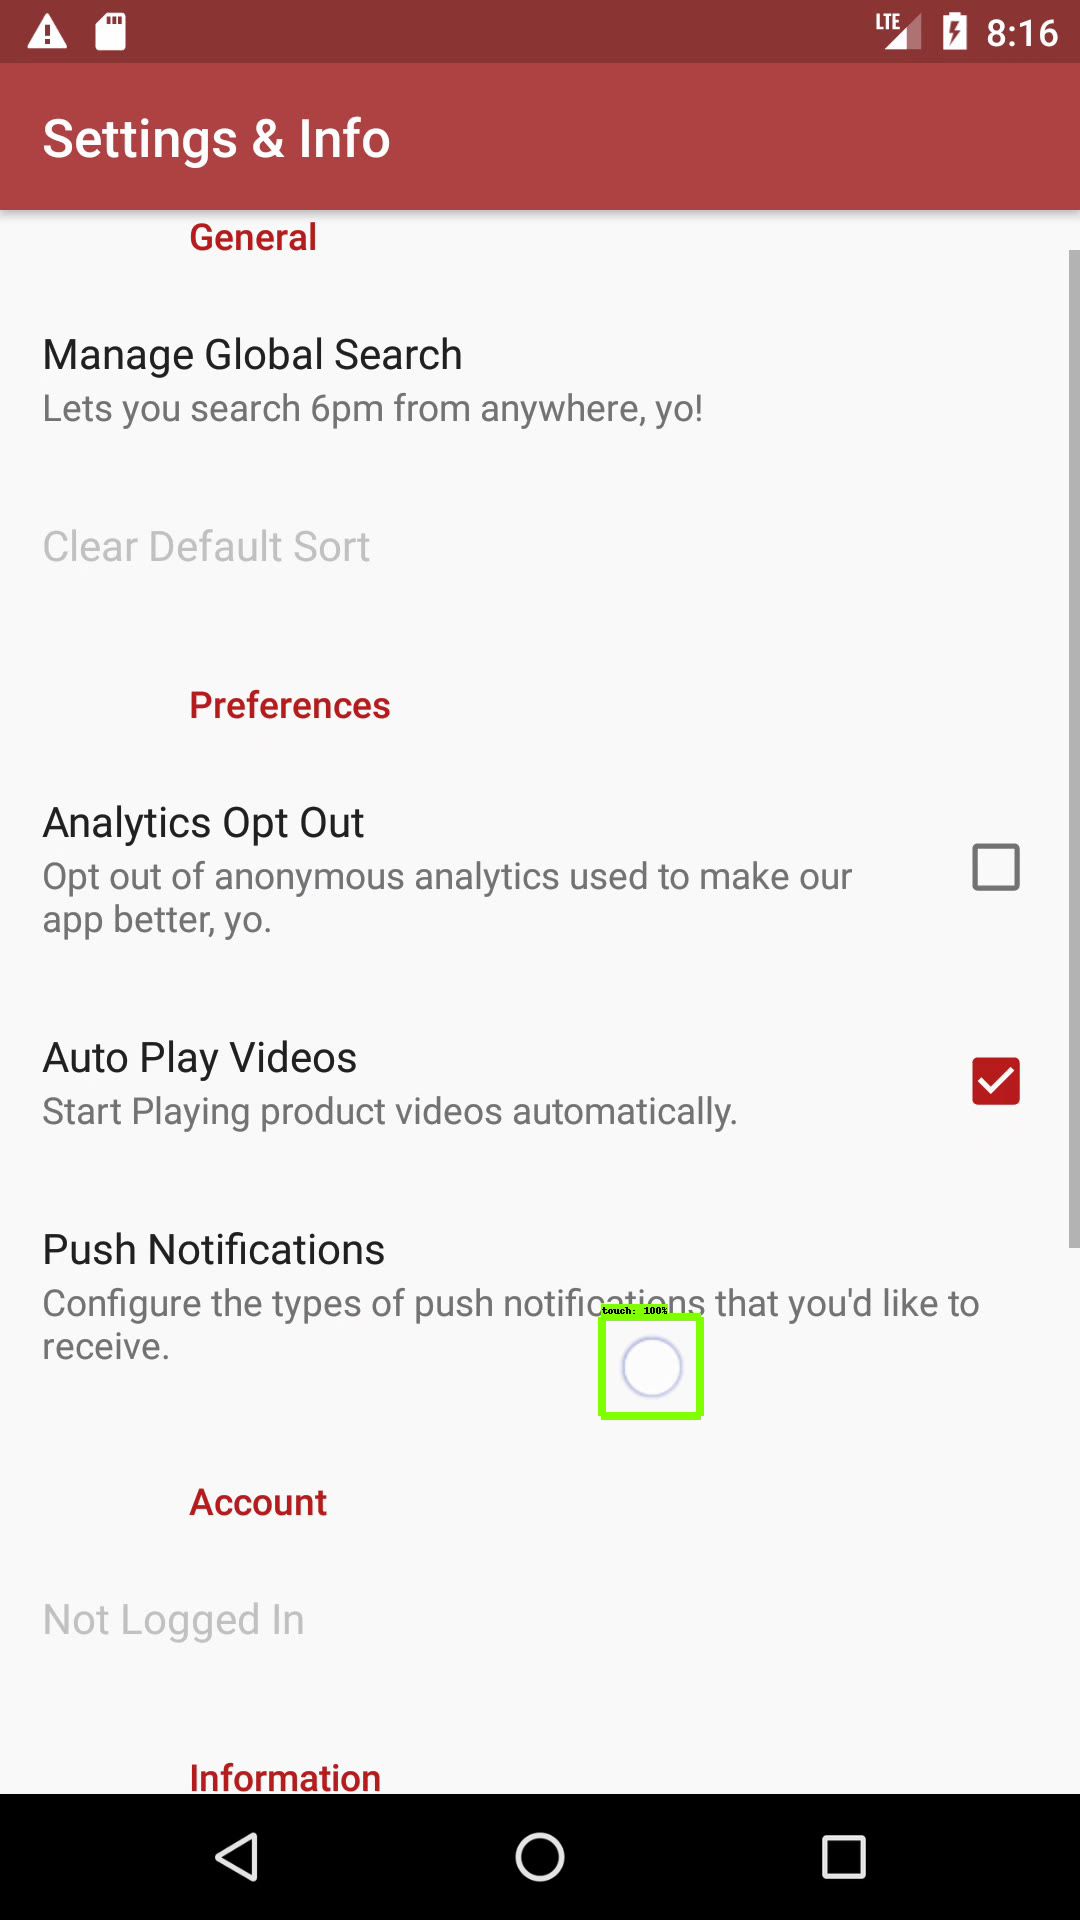 LTE 8:16
Settings & Info
General
Manage Global Search
Lets you search 6pm from anywhere, yo!
Clear Default Sort
Preferences
Analytics Opt Out
Opt out of anonymous analytics used to make our
app better, yo.
Auto Play Videos
Start Playing product videos automatically.
Push Notifications
Configure the types of push notifications that you'd like to
receive.
touch: 100%
Account
Not Logged In
Information